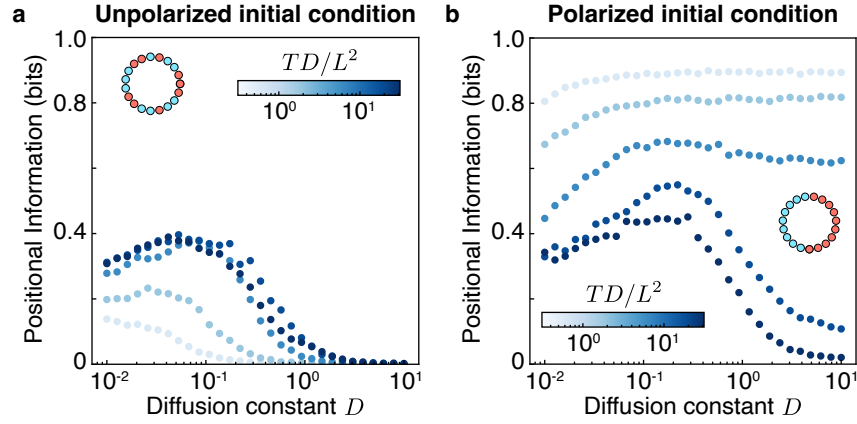 a Unpolarized initial condition
Positional Information (bits)
1.0
0.8
0.4
0
TD/L²
10⁰ 10¹
10⁻² 10⁻¹ 10⁰ 10¹
Diffusion constant D
b Polarized initial condition
Positional Information (bits)
1.0
0.8
0.4
0
TD/L²
10⁰ 10¹
10⁻² 10⁻¹ 10⁰ 10¹
Diffusion constant D